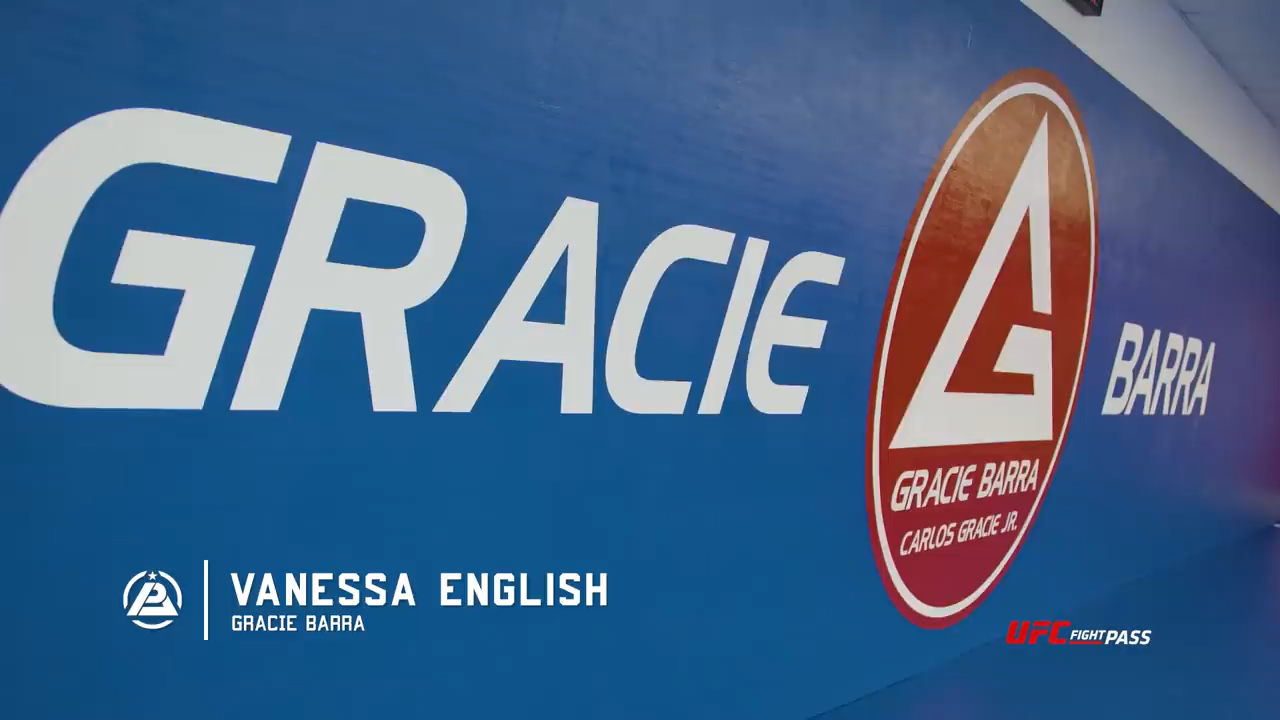 GRACIE BARRA
GRACIE BARRA
CARLOS GRACIE JR.
VANESSA ENGLISH
GRACIE BARRA
UFC FIGHT PASS